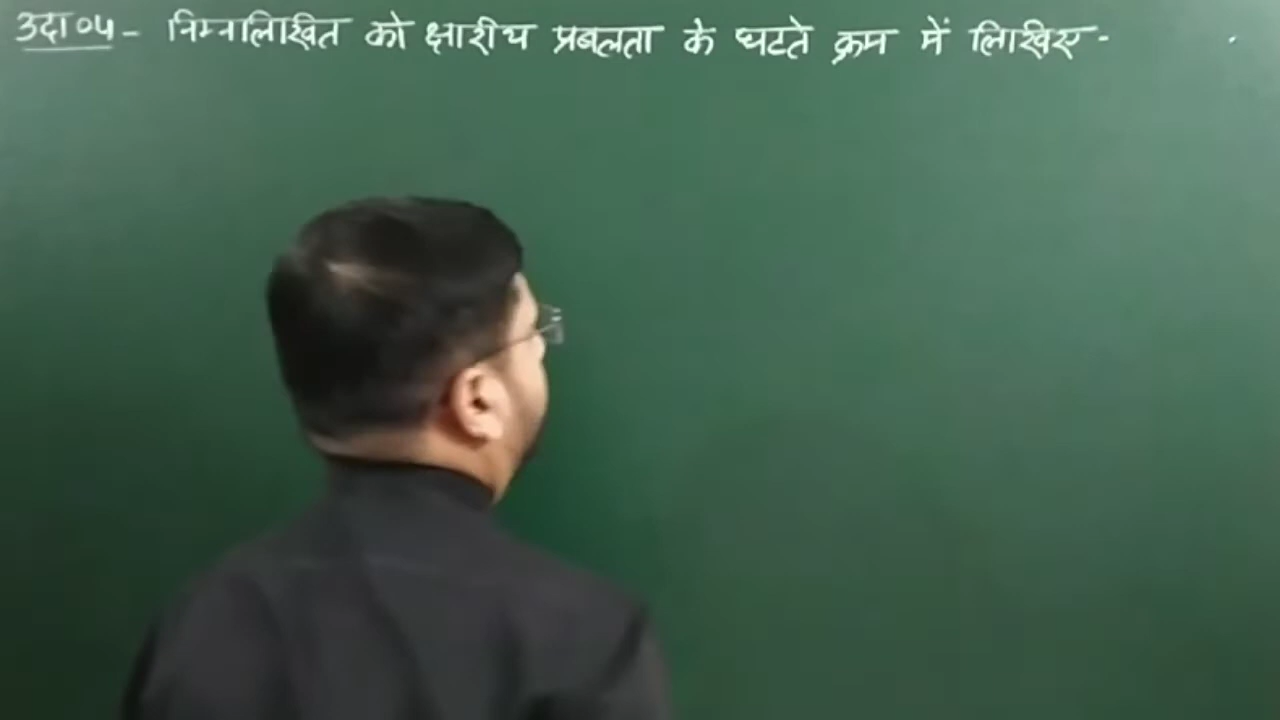 उदा०५- निम्नलिखित को क्षारीय प्रबलता के घटते क्रम में लिखिए-